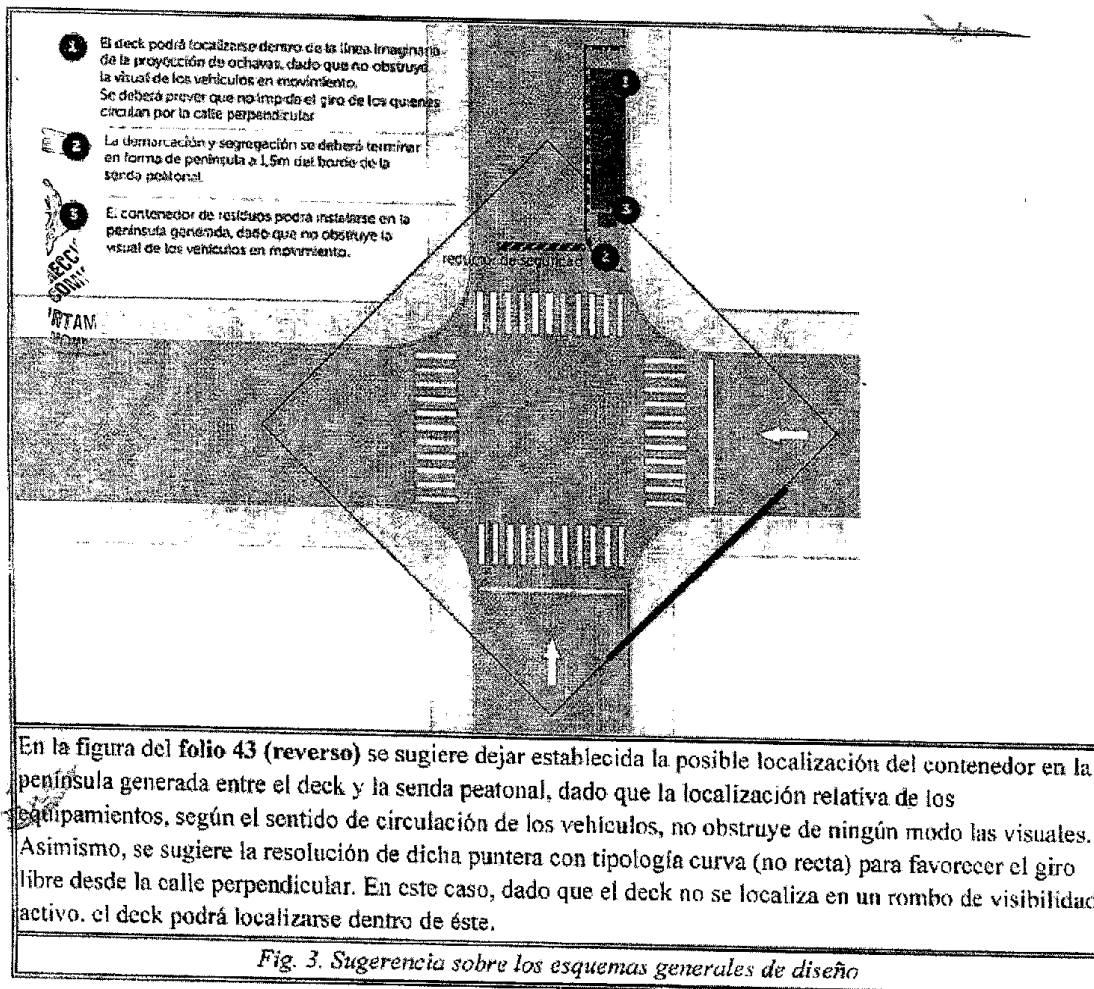 1 El deck podrá localizarse dentro de la línea imaginaria
de la proyección de ochavas, dado que no obstruye
la visual de los vehículos en movimiento.
Se deberá prever que no impida el giro de los quienes
circulan por la calle perpendicular
2 La demarcación y segregación se deberá terminar
en forma de península a 1,5m del borde de la
senda peatonal.
3 El contenedor de residuos podrá instalarse en la
península generada, dado que no obstruye la
visual de los vehículos en movimiento.
1
3
2
reductor de seguridad
En la figura del folio 43 (reverso) se sugiere dejar establecida la posible localización del contenedor en la
península generada entre el deck y la senda peatonal, dado que la localización relativa de los
equipamientos, según el sentido de circulación de los vehículos, no obstruye de ningún modo las visuales.
Asimismo, se sugiere la resolución de dicha puntera con tipología curva (no recta) para favorecer el giro
libre desde la calle perpendicular. En este caso, dado que el deck no se localiza en un rombo de visibilidad
activo. el deck podrá localizarse dentro de éste.
Fig. 3. Sugerencia sobre los esquemas generales de diseño